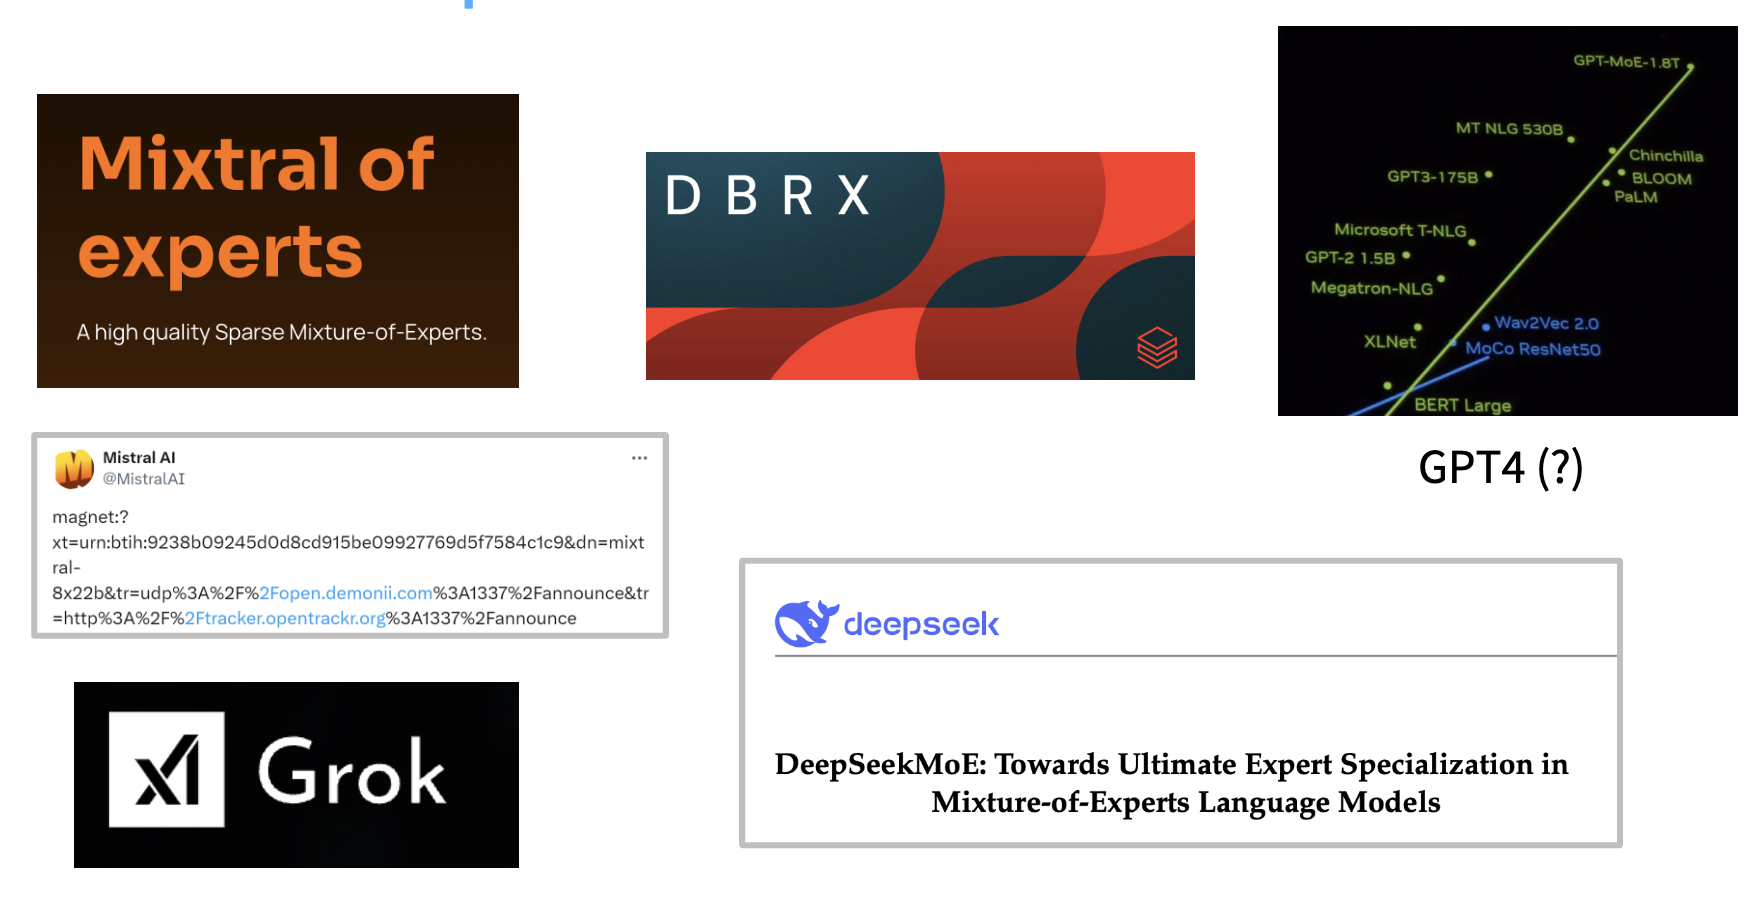 Mixtral of
experts
A high quality Sparse Mixture-of-Experts.
DBRX
GPT-MoE-1.8T
MT NLG 530B
Chinchilla
GPT3-175B
BLOOM
PaLM
Microsoft T-NLG
GPT-2 1.5B
Megatron-NLG
Wav2Vec 2.0
XLNet
MoCo ResNet50
BERT Large
GPT4 (?)
Mistral AI
@MistralAI
magnet:?
xt=urn:btih:9238b09245d0d8cd915be09927769d5f7584c1c9&dn=mixt
ral-
8x22b&tr=udp%3A%2F%2Fopen.demonii.com%3A1337%2Fannounce&tr
=http%3A%2F%2Ftracker.opentrackr.org%3A1337%2Fannounce
xI Grok
deepseek
DeepSeekMoE: Towards Ultimate Expert Specialization in
Mixture-of-Experts Language Models